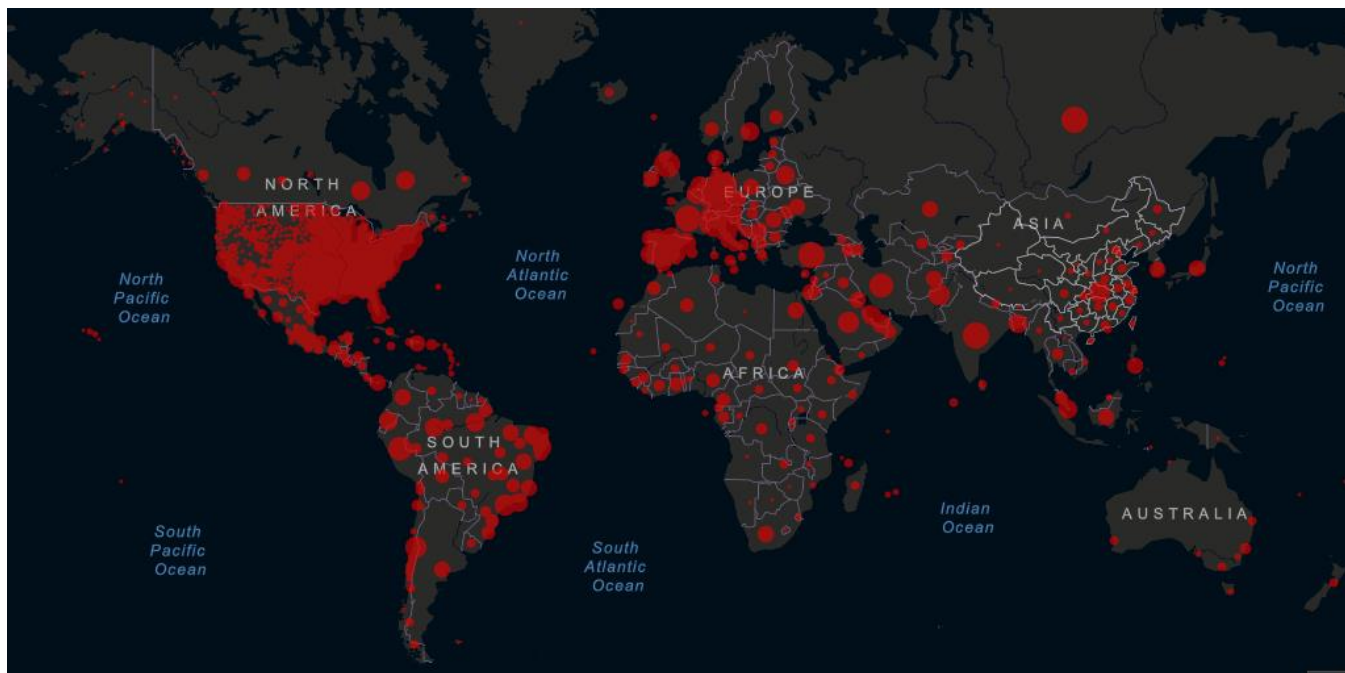 NORTH
AMERICA
EUROPE
ASIA
North
Pacific
Ocean
North
Atlantic
Ocean
North
Pacific
Ocean
AFRICA
SOUTH
AMERICA
South
Pacific
Ocean
South
Atlantic
Ocean
Indian
Ocean
AUSTRALIA